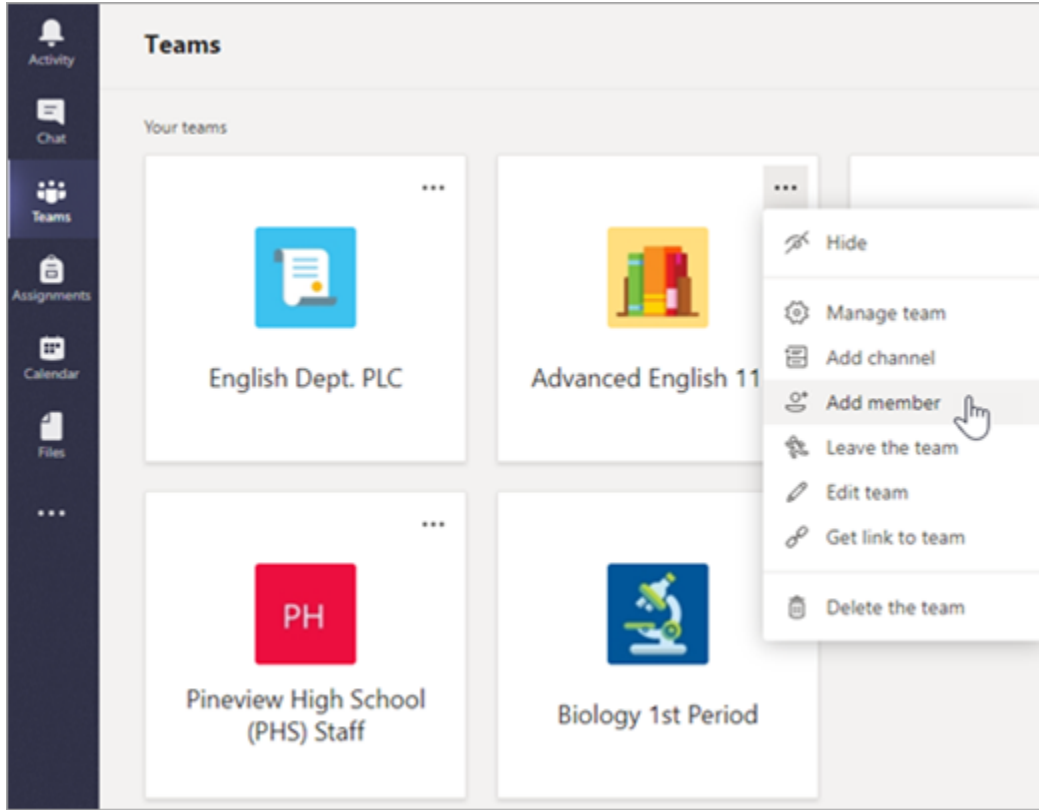 Activity
Chat
Teams
Assignments
Calendar
Files
Teams
Your teams
English Dept. PLC
Advanced English 11
Hide
Manage team
Add channel
Add member
Leave the team
Edit team
Get link to team
Delete the team
PH
Pineview High School
(PHS) Staff
Biology 1st Period